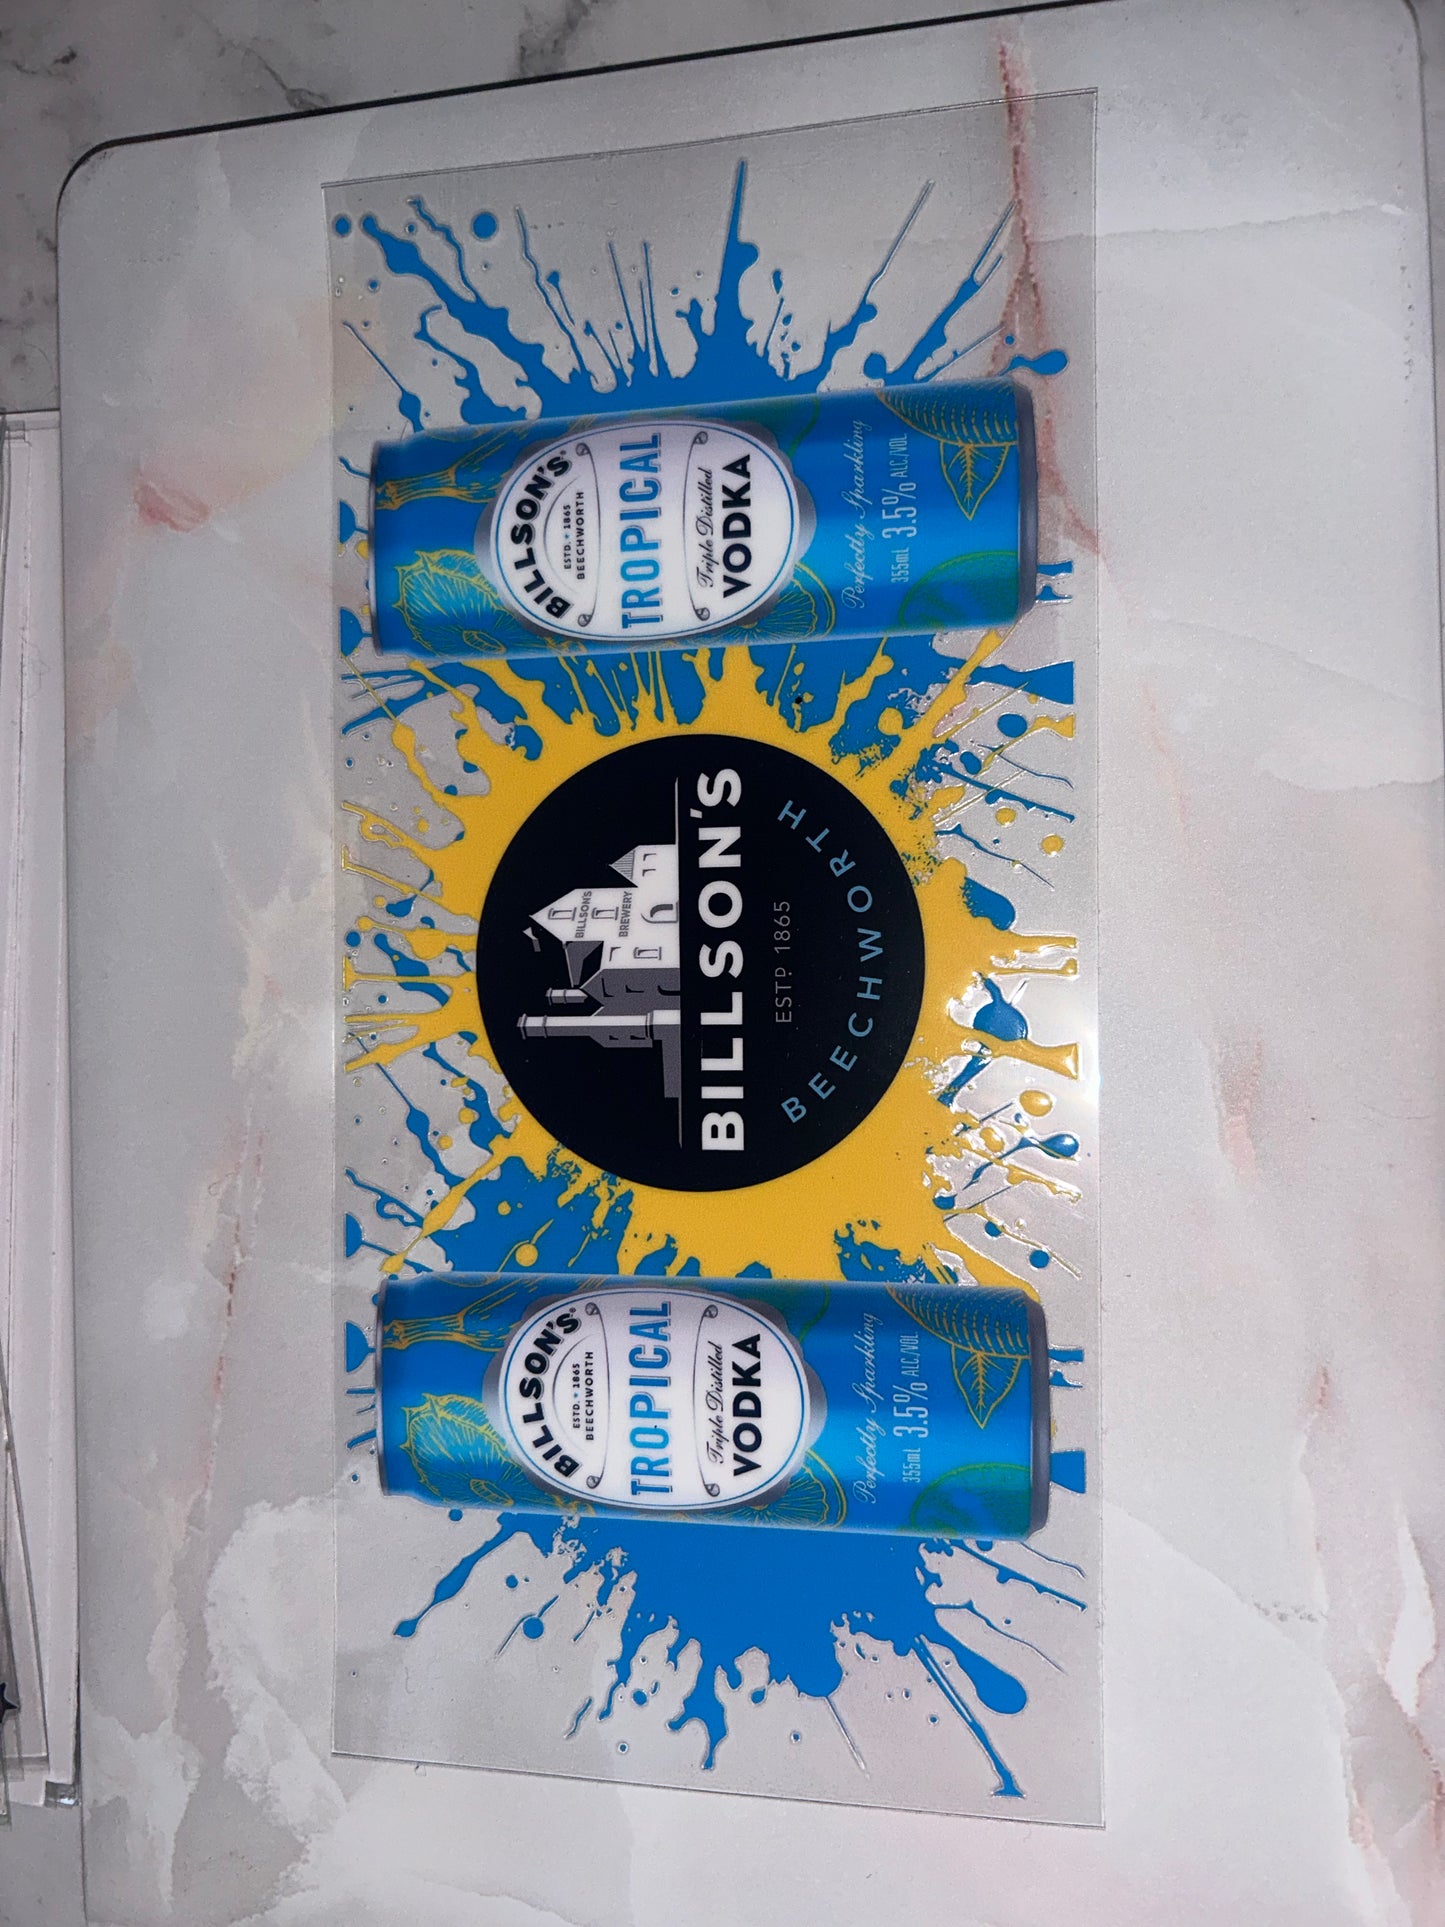 BILLSON'S®
ESTD. * 1865
BEECHWORTH
TROPICAL
Triple Distilled
VODKA
Perfectly Sparkling
355mL 3.5% ALC/VOL
BILLSON'S
BREWERY
BILLSON'S
ESTD 1865
BEECHWORTH
BILLSON'S®
ESTD. * 1865
BEECHWORTH
TROPICAL
Triple Distilled
VODKA
Perfectly Sparkling
355mL 3.5% ALC/VOL